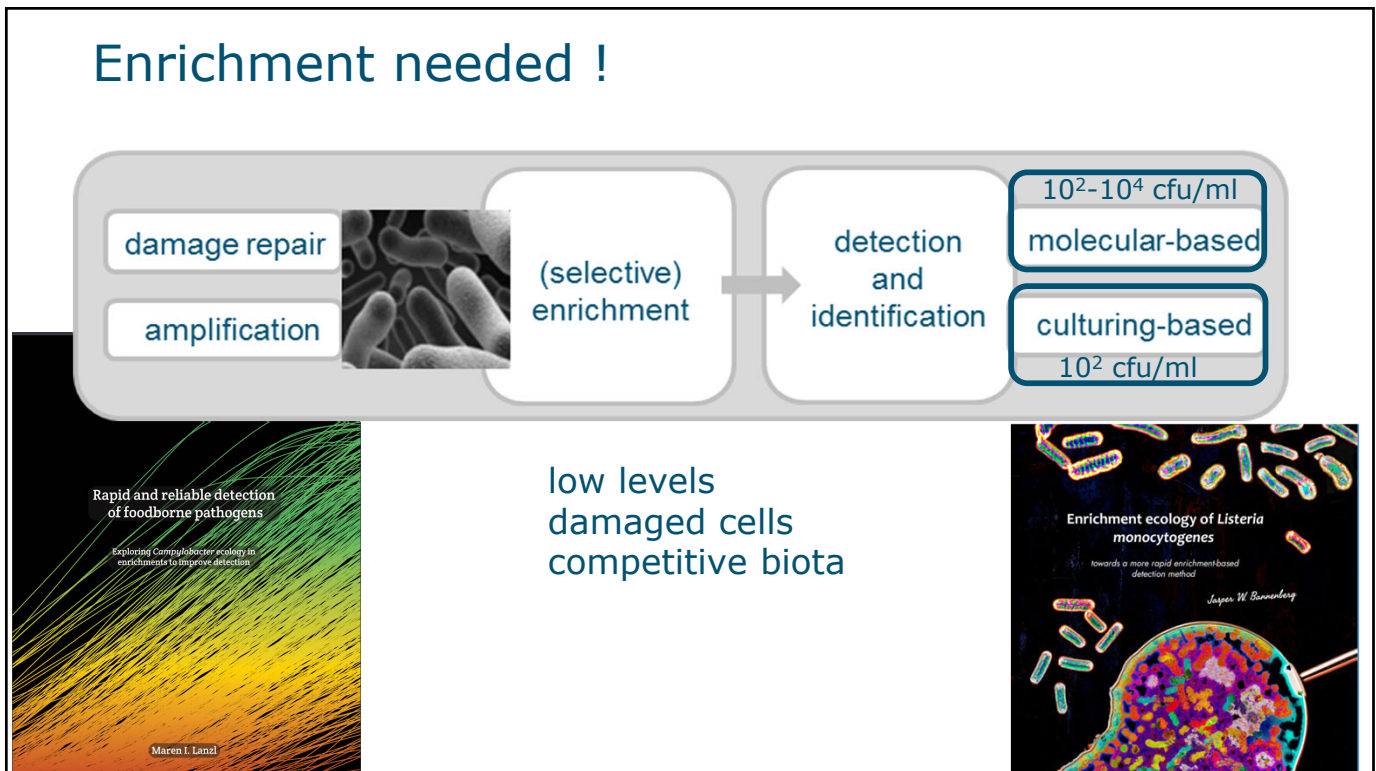 Enrichment needed !
damage repair
amplification
(selective)
enrichment
detection
and
identification
10²-10⁴ cfu/ml
molecular-based
culturing-based
10² cfu/ml
Rapid and reliable detection
of foodborne pathogens
Exploring Campylobacter ecology in
enrichments to improve detection
Maren I. Lanzl
low levels
damaged cells
competitive biota
Enrichment ecology of Listeria
monocytogenes
towards a more rapid enrichment-based
detection method
Jasper W. Bannenberg